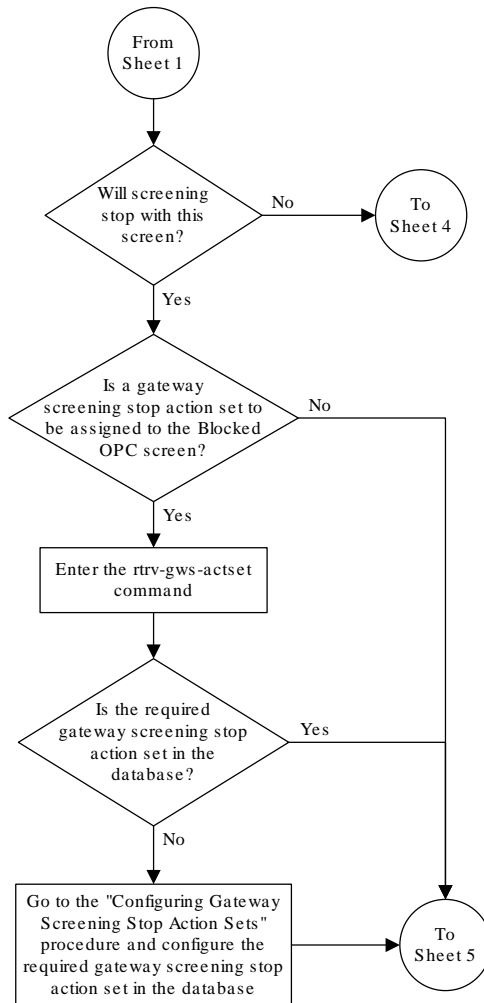 From
Sheet 1
Will screening
stop with this
screen?
No
To
Sheet 4
Yes
Is a gateway
screening stop action set to
be assigned to the Blocked
OPC screen?
No
Yes
Enter the rtrv-gws-actset
command
Is the required
gateway screening stop
action set in the
database?
Yes
No
Go to the "Configuring Gateway
Screening Stop Action Sets"
procedure and configure the
required gateway screening stop
action set in the database
To
Sheet 5